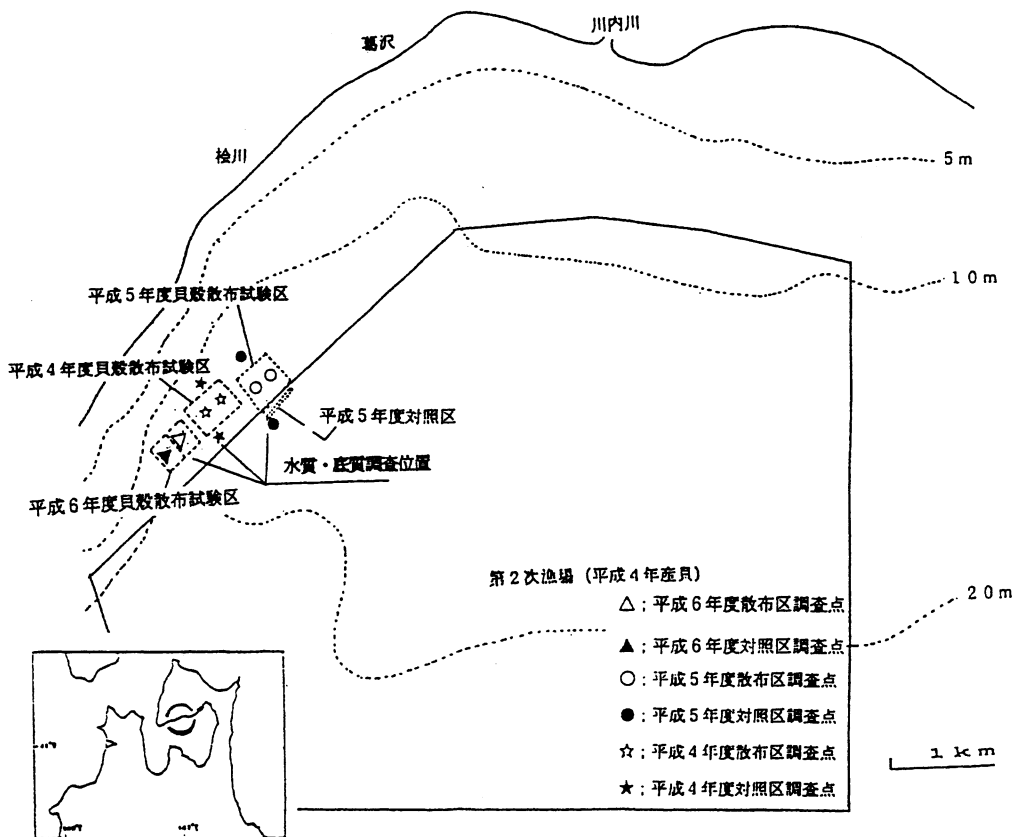 川内川
葛沢
桧川
5m
10m
平成5年度貝殻散布試験区
平成4年度貝殻散布試験区
平成5年度対照区
水質・底質調査位置
平成6年度貝殻散布試験区
第2次漁場(平成4年産貝)
20m
△;平成6年度散布区調査点
▲;平成6年度対照区調査点
○;平成5年度散布区調査点
●;平成5年度対照区調査点
☆;平成4年度散布区調査点
★;平成4年度対照区調査点
1km